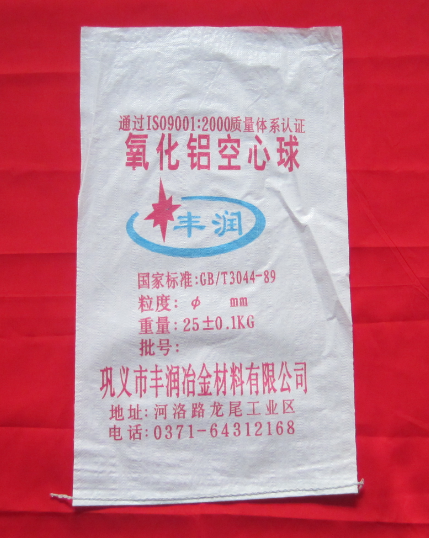 通过ISO9001:2000质量体系认证
氧化铝空心球
丰润
国家标准:GB/T3044-89
粒度: φ mm
重量:25±0.1KG
批号:
巩义市丰润冶金材料有限公司
地址:河洛路龙尾工业区
电话:0371-64312168